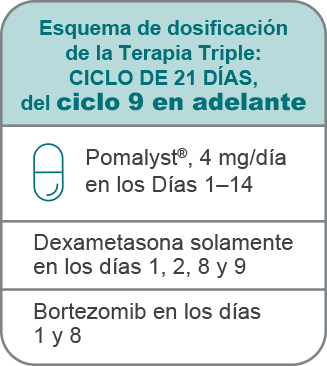 Esquema de dosificación
de la Terapia Triple:
CICLO DE 21 DÍAS,
del ciclo 9 en adelante
Pomalyst®, 4 mg/día
en los Días 1–14
Dexametasona solamente
en los días 1, 2, 8 y 9
Bortezomib en los días
1 y 8